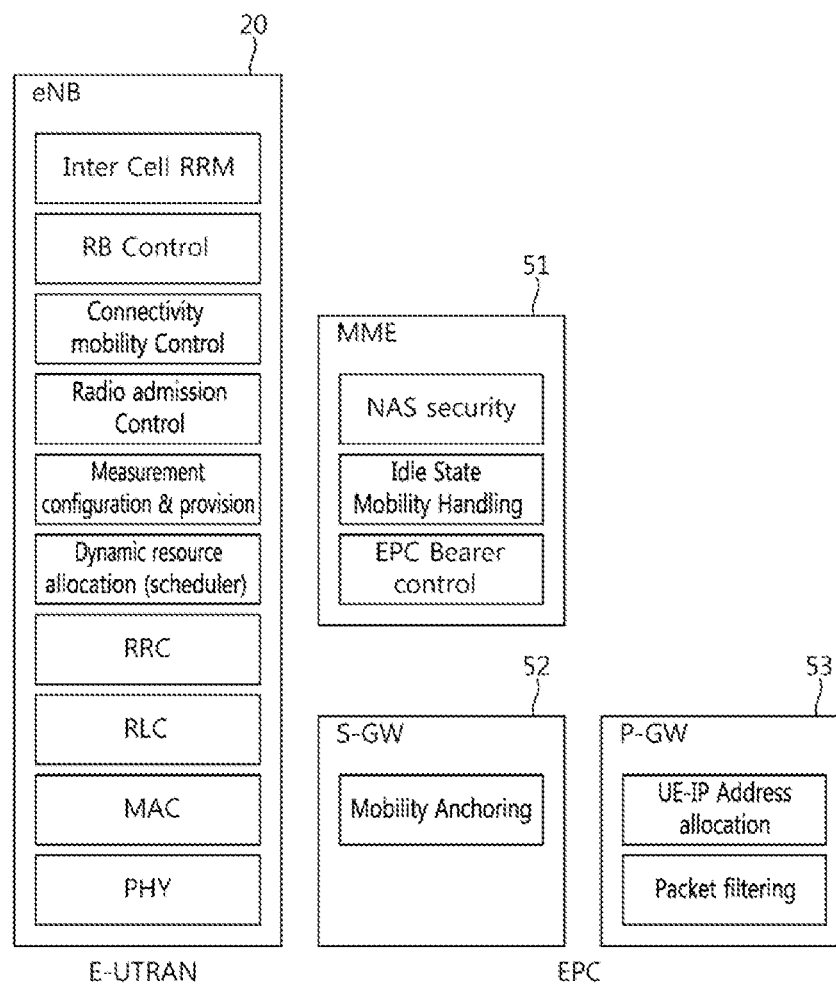 20
eNB
Inter Cell RRM
RB Control
Connectivity
mobility Control
Radio admission
Control
Measurement
configuration & provision
Dynamic resource
allocation (scheduler)
RRC
RLC
MAC
PHY
E-UTRAN
51
MME
NAS security
Idle State
Mobility Handling
EPC Bearer
control
52
S-GW
Mobility Anchoring
53
P-GW
UE-IP Address
allocation
Packet filtering
EPC